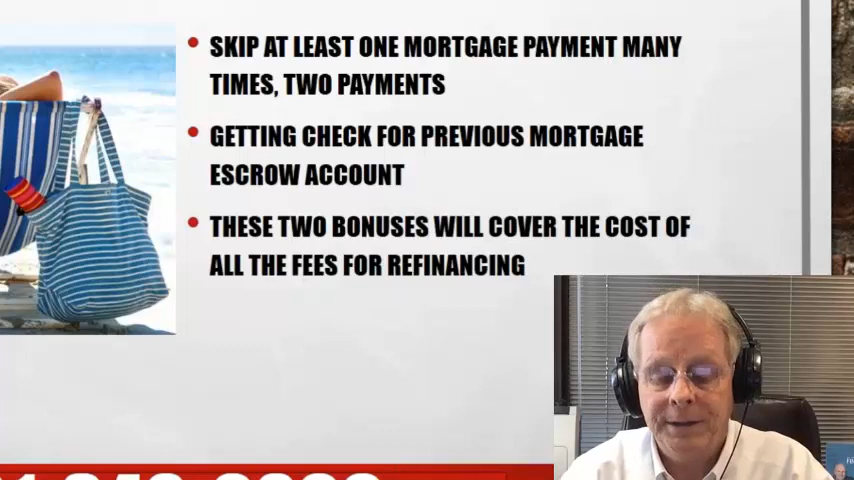 SKIP AT LEAST ONE MORTGAGE PAYMENT MANY
TIMES, TWO PAYMENTS
GETTING CHECK FOR PREVIOUS MORTGAGE
ESCROW ACCOUNT
THESE TWO BONUSES WILL COVER THE COST OF
ALL THE FEES FOR REFINANCING